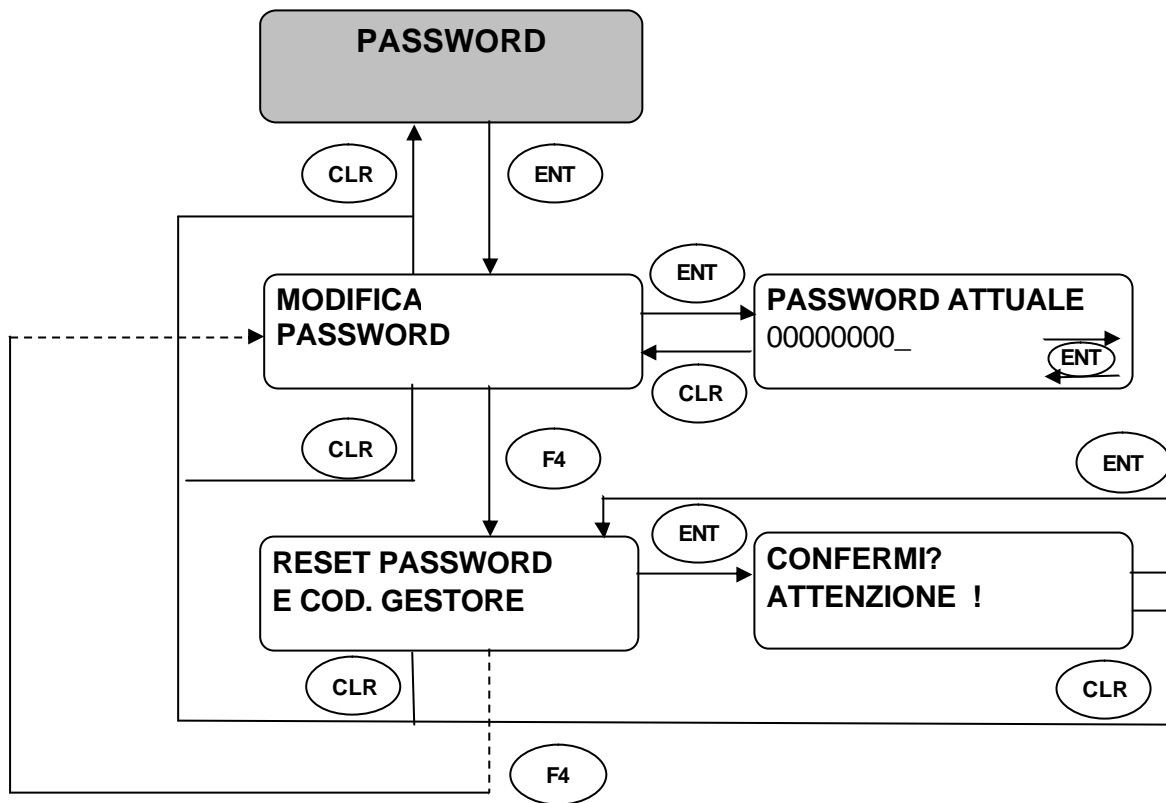 PASSWORD
CLR
ENT
ENT
MODIFICA
PASSWORD
PASSWORD ATTUALE
00000000_
ENT
CLR
CLR
F4
ENT
ENT
RESET PASSWORD
E COD. GESTORE
CONFERMI?
ATTENZIONE !
CLR
CLR
F4